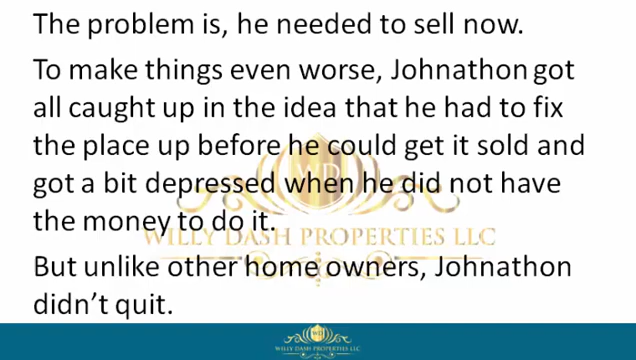 The problem is, he needed to sell now.
To make things even worse, Johnathon got
all caught up in the idea that he had to fix
the place up before he could get it sold and
got a bit depressed when he did not have
the money to do it.
WD
WILLY DASH PROPERTIES LLC
But unlike other home owners, Johnathon
didn’t quit.
WD
WILLY DASH PROPERTIES LLC